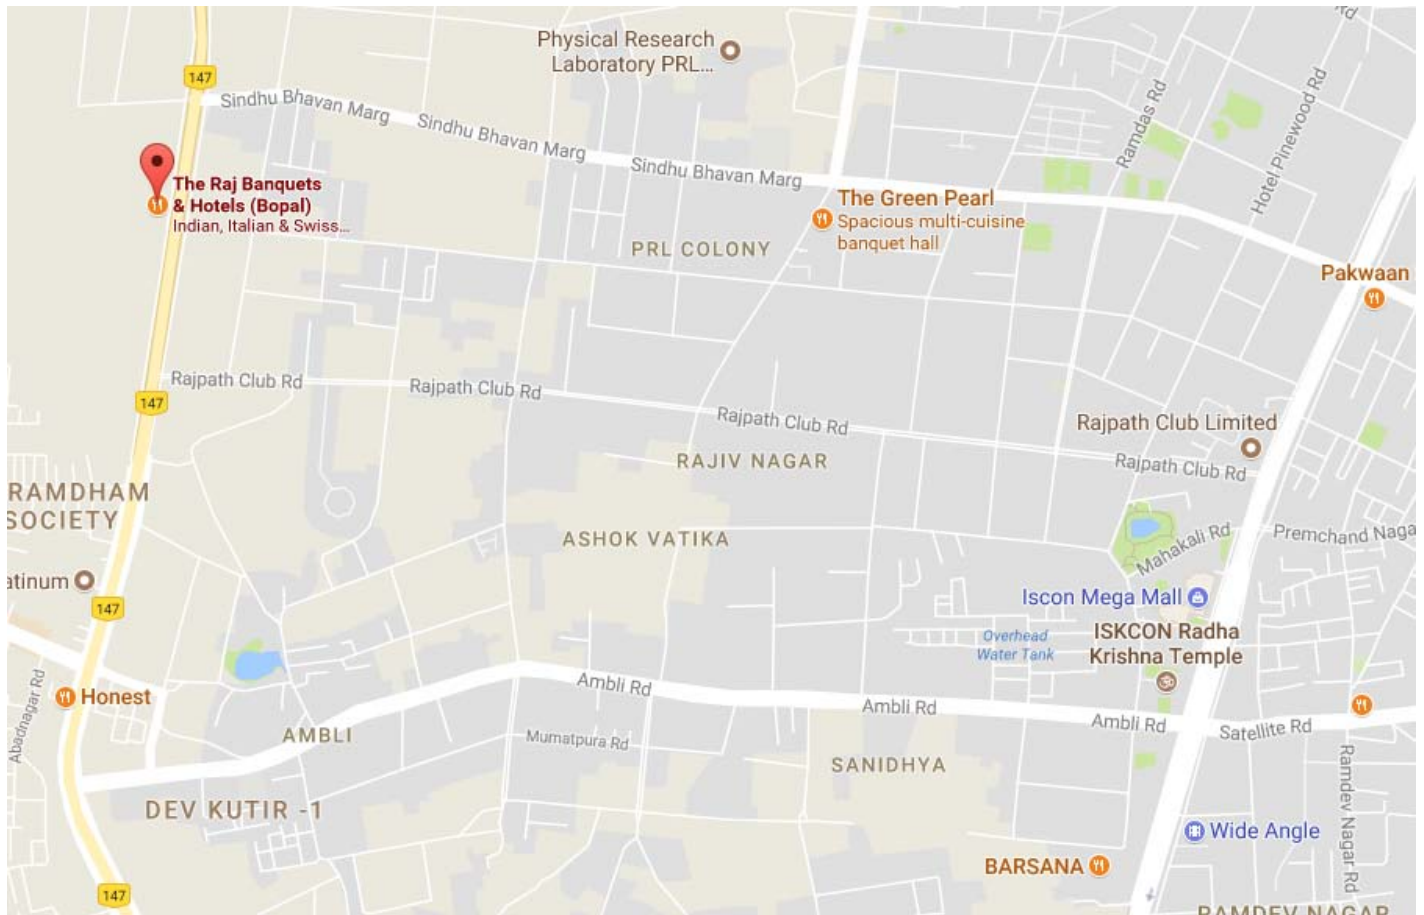 Rd
Physical Research
Laboratory PRL...
147
Sindhu Bhavan Marg
Sindhu Bhavan Marg
Sindhu Bhavan Marg
Ramdas Rd
Hotel Pinewood Rd
The Raj Banquets
& Hotels (Bopal)
Indian, Italian & Swiss...
The Green Pearl
Spacious multi-cuisine
banquet hall
PRL COLONY
Pakwaan
Rajpath Club Rd
Rajpath Club Rd
147
Rajpath Club Rd
Rajpath Club Limited
Rajpath Club Rd
RAJIV NAGAR
RAMDHAM
SOCIETY
ASHOK VATIKA
Mahakali Rd
Premchand Naga
atinum
147
Iscon Mega Mall
Overhead
Water Tank
ISKCON Radha
Krishna Temple
Honest
Abadnagar Rd
Ambli Rd
Ambli Rd
Ambli Rd
Satellite Rd
AMBLI
Mumatpura Rd
SANIDHYA
Ramdev Nagar Rd
DEV KUTIR -1
Wide Angle
BARSANA
147
RAMDEV NAGAR